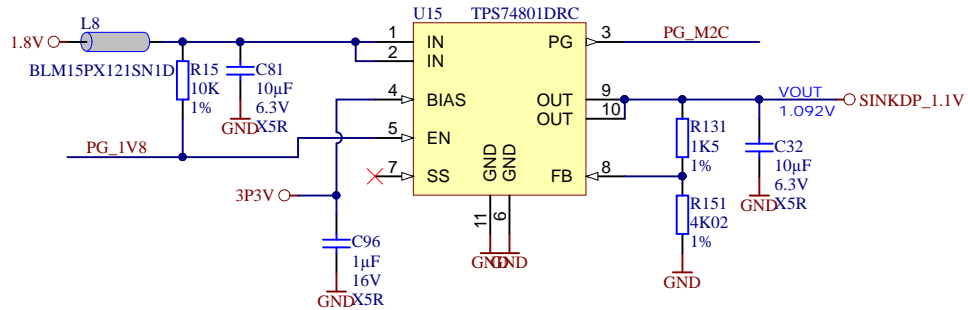 L8
1.8V
BLM15PX121SN1D
R15
10K
1%
C81
10µF
6.3V
X5R
GND
PG_1V8
3P3V
C96
1µF
16V
X5R
GND
U15
TPS74801DRC
1
IN
2
IN
4
BIAS
5
EN
7
SS
GND
GND
11
6
GND
GND
PG
3
PG_M2C
OUT
9
OUT
10
FB
8
VOUT
1.092V
SINKDP_1.1V
R131
1K5
1%
R151
4K02
1%
GND
C32
10µF
6.3V
X5R
GND